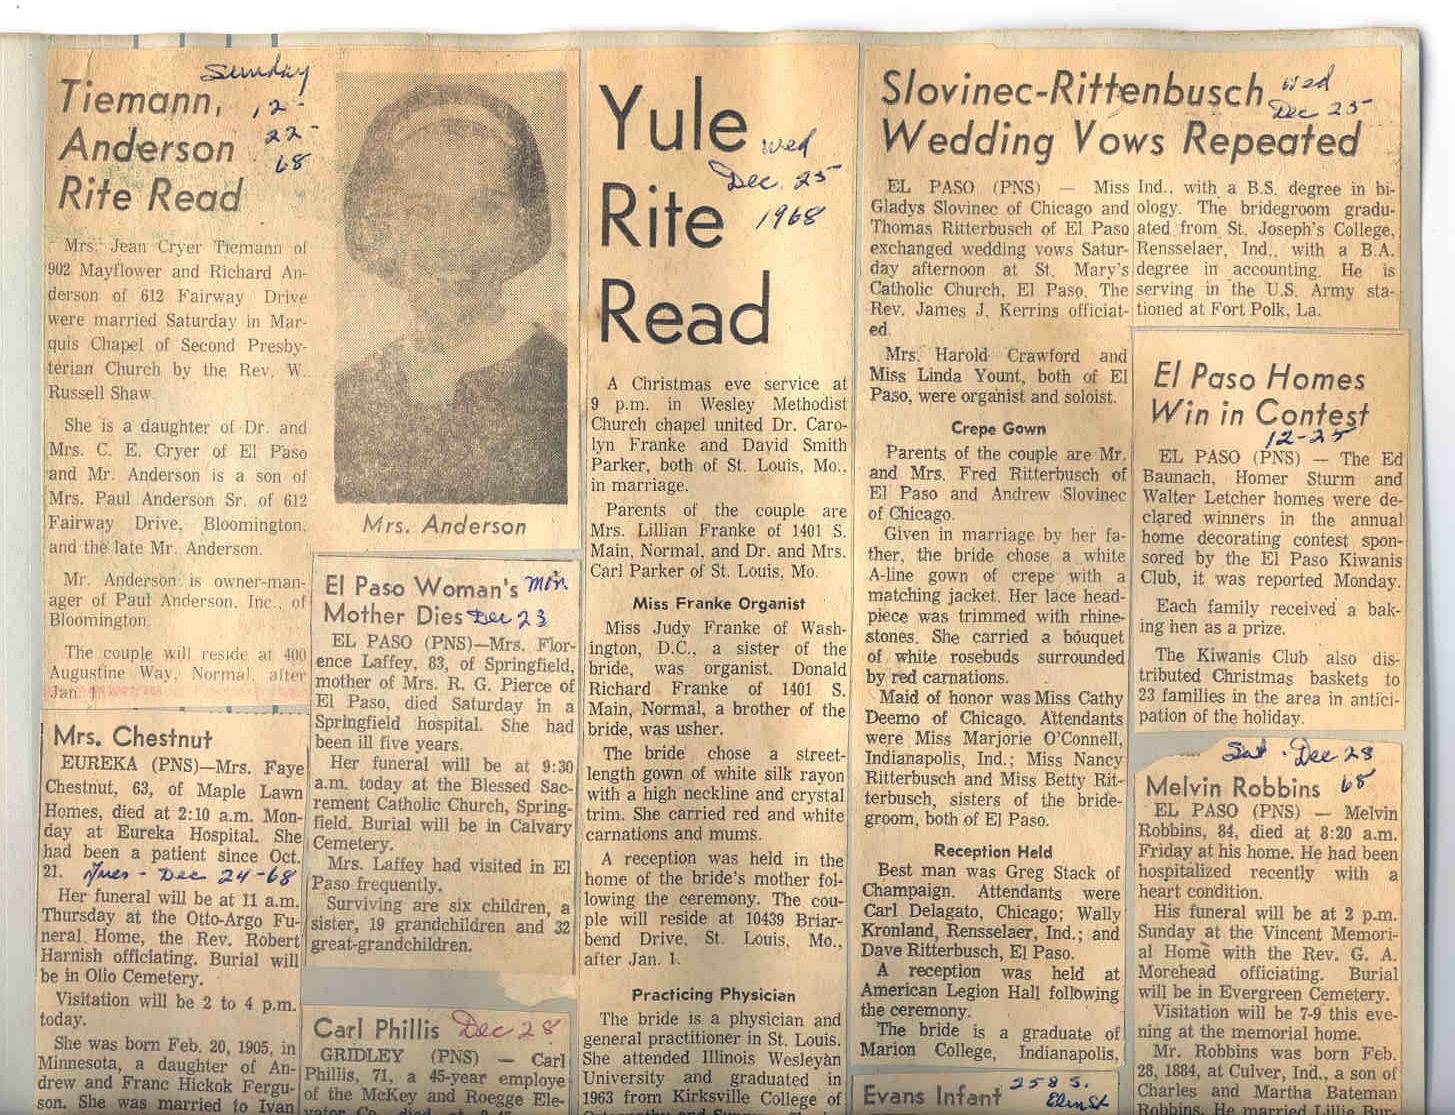 Tiemann,
Anderson
Rite Read
Sunday
12-
22-
68
Mrs. Jean Cryer Tiemann of
902 Mayflower and Richard An-
derson of 612 Fairway Drive
were married Saturday in Mar-
quis Chapel of Second Presby-
terian Church by the Rev. W.
Russell Shaw.
She is a daughter of Dr. and
Mrs. C. E. Cryer of El Paso
and Mr. Anderson is a son of
Mrs. Paul Anderson Sr. of 612
Fairway Drive, Bloomington,
and the late Mr. Anderson.
Mr. Anderson is owner-man-
ager of Paul Anderson, Inc., of
Bloomington.
The couple will reside at 400
Augustine Way, Normal, after
Jan. 1
Mrs. Anderson
Mrs. Chestnut
EUREKA (PNS)—Mrs. Faye
Chestnut, 63, of Maple Lawn
Homes, died at 2:10 a.m. Mon-
day at Eureka Hospital. She
had been a patient since Oct.
21. Tues - Dec 24-68
Her funeral will be at 11 a.m.
Thursday at the Otto-Argo Fu-
neral Home, the Rev. Robert
Harnish officiating. Burial will
be in Olio Cemetery.
Visitation will be 2 to 4 p.m.
today.
She was born Feb. 20, 1905, in
Minnesota, a daughter of An-
drew and Franc Hickok Fergu-
son. She was married to Ivan
El Paso Woman's Mon
Mother Dies Dec 23
EL PASO (PNS)—Mrs. Flor-
ence Laffey, 83, of Springfield,
mother of Mrs. R. G. Pierce of
El Paso, died Saturday in a
Springfield hospital. She had
been ill five years.
Her funeral will be at 9:30
a.m. today at the Blessed Sac-
rement Catholic Church, Spring-
field. Burial will be in Calvary
Cemetery.
Mrs. Laffey had visited in El
Paso frequently.
Surviving are six children, a
sister, 19 grandchildren and 32
great-grandchildren.
Carl Phillis Dec 28
GRIDLEY (PNS) — Carl
Phillis, 71, a 45-year employe
of the McKey and Roegge Ele-
Yule
Rite
Read
Wed
Dec. 25
1968
A Christmas eve service at
9 p.m. in Wesley Methodist
Church chapel united Dr. Caro-
lyn Franke and David Smith
Parker, both of St. Louis, Mo.,
in marriage.
Parents of the couple are
Mrs. Lillian Franke of 1401 S.
Main, Normal, and Dr. and Mrs.
Carl Parker of St. Louis, Mo.
Miss Franke Organist
Miss Judy Franke of Wash-
ington, D.C., a sister of the
bride, was organist. Donald
Richard Franke of 1401 S.
Main, Normal, a brother of the
bride, was usher.
The bride chose a street-
length gown of white silk rayon
with a high neckline and crystal
trim. She carried red and white
carnations and mums.
A reception was held in the
home of the bride's mother fol-
lowing the ceremony. The cou-
ple will reside at 10439 Briar-
bend Drive, St. Louis, Mo.,
after Jan. 1.
Practicing Physician
The bride is a physician and
general practitioner in St. Louis.
She attended Illinois Wesleyan
University and graduated in
1963 from Kirksville College of
Slovinec-Rittenbusch
Wedding Vows Repeated
Wed
Dec 25
EL PASO (PNS) — Miss
Gladys Slovinec of Chicago and
Thomas Ritterbusch of El Paso
exchanged wedding vows Satur-
day afternoon at St. Mary's
Catholic Church, El Paso. The
Rev. James J. Kerrins officiat-
ed.
Mrs. Harold Crawford and
Miss Linda Yount, both of El
Paso, were organist and soloist.
Crepe Gown
Parents of the couple are Mr.
and Mrs. Fred Ritterbusch of
El Paso and Andrew Slovinec
of Chicago.
Given in marriage by her fa-
ther, the bride chose a white
A-line gown of crepe with a
matching jacket. Her lace head-
piece was trimmed with rhine-
stones. She carried a bouquet
of white rosebuds surrounded
by red carnations.
Maid of honor was Miss Cathy
Deemo of Chicago. Attendants
were Miss Marjorie O'Connell,
Indianapolis, Ind.; Miss Nancy
Ritterbusch and Miss Betty Rit-
terbusch, sisters of the bride-
groom, both of El Paso.
Reception Held
Best man was Greg Stack of
Champaign. Attendants were
Carl Delagato, Chicago; Wally
Kronland, Rensselaer, Ind.; and
Dave Ritterbusch, El Paso.
A reception was held at
American Legion Hall following
the ceremony.
The bride is a graduate of
Marion College, Indianapolis,
Ind., with a B.S. degree in bi-
ology. The bridegroom gradu-
ated from St. Joseph's College,
Rensselaer, Ind., with a B.A.
degree in accounting. He is
serving in the U.S. Army sta-
tioned at Fort Polk, La.
Evans Infant 258 S.
El Paso Homes
Win in Contest
12-25
EL PASO (PNS) — The Ed
Baunach, Homer Sturm and
Walter Letcher homes were de-
clared winners in the annual
home decorating contest spon-
sored by the El Paso Kiwanis
Club, it was reported Monday.
Each family received a bak-
ing hen as a prize.
The Kiwanis Club also dis-
tributed Christmas baskets to
23 families in the area in antici-
pation of the holiday.
Sat. Dec 28
68
Melvin Robbins
EL PASO (PNS) — Melvin
Robbins, 84, died at 8:20 a.m.
Friday at his home. He had been
hospitalized recently with a
heart condition.
His funeral will be at 2 p.m.
Sunday at the Vincent Memori-
al Home with the Rev. G. A.
Morehead officiating. Burial
will be in Evergreen Cemetery.
Visitation will be 7-9 this eve-
ning at the memorial home.
Mr. Robbins was born Feb.
28, 1884, at Culver, Ind., a son of
Charles and Martha Bateman
Robbins. He married Lillie